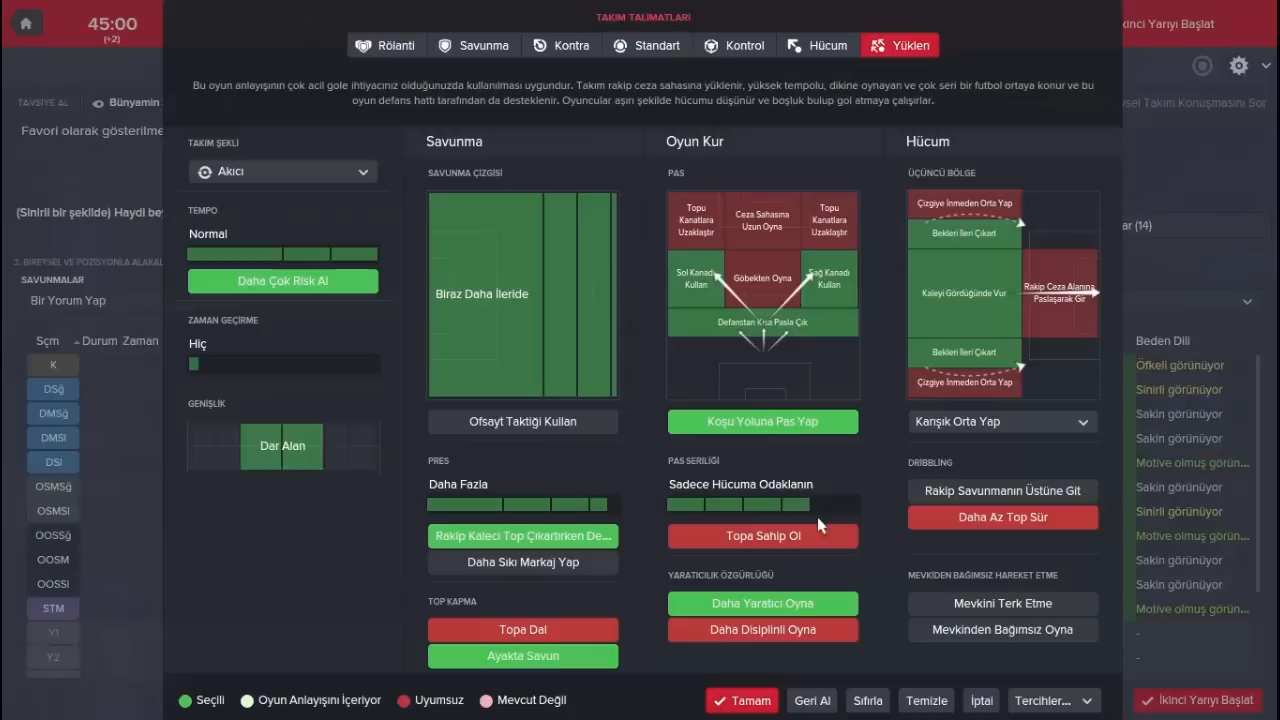 45:00
(+2)
TAKIM TALİMATLARI
kinci Yarıyı Başlat
Rölanti
Savunma
Kontra
Standart
Kontrol
Hücum
Yüklen
Bu oyun anlayışının çok acil gole ihtiyacınız olduğunuzda kullanılması uygundur. Takım rakip ceza sahasına yüklenir, yüksek tempolu, dikine oynayan ve çok seri bir futbol ortaya konur ve bu
oyun defans hattı tarafından da desteklenir. Oyuncular aşırı şekilde hücumu düşünür ve boşluk bulup gol atmaya çalışırlar.
TAVSİYE AL
Bünyamin
Favori olarak gösterilme
(Sinirli bir şekilde) Haydi bey
SAVUNMALAR
Bir Yorum Yap
Sçm
Durum
Zaman
K
DSğ
DMSğ
DMSl
DSl
OSMSğ
OSMSl
OOSSğ
OOSM
OOSSl
STM
Y1
Y2
TAKIM ŞEKLİ
Akıcı
TEMPO
Normal
Daha Çok Risk Al
ZAMAN GEÇİRME
Hiç
GENİŞLİK
Dar Alan
Savunma
SAVUNMA ÇİZGİSİ
Biraz Daha İleride
Ofsayt Taktiği Kullan
PRES
Daha Fazla
Rakip Kaleci Top Çıkartırken De...
Daha Sıkı Markaj Yap
TOP KAPMA
Topa Dal
Ayakta Savun
Oyun Kur
PAS
Topu
Kanatlara
Uzaklaştır
Ceza Sahasına
Uzun Oyna
Topu
Kanatlara
Uzaklaştır
Sol Kanadı
Kullan
Göbekten Oyna
Sağ Kanadı
Kullan
Defanstan Kısa Pasla Çık
Koşu Yoluna Pas Yap
PAS SERİLİĞİ
Sadece Hücuma Odaklanın
Topa Sahip Ol
YARATICILIK ÖZGÜRLÜĞÜ
Daha Yaratıcı Oyna
Daha Disiplinli Oyna
Hücum
ÜÇÜNCÜ BÖLGE
Çizgiye İnmeden Orta Yap
Bekleri İleri Çıkart
Kaleyi Gördüğünde Vur
Rakip Ceza Alanına
Paslaşarak Gir
Bekleri İleri Çıkart
Çizgiye İnmeden Orta Yap
Karışık Orta Yap
DRİBBLİNG
Rakip Savunmanın Üstüne Git
Daha Az Top Sür
MEVKİDEN BAĞIMSIZ HAREKET ETME
Mevkini Terk Etme
Mevkinden Bağımsız Oyna
Takım Konuşmasını Sor
ar (14)
Beden Dili
Öfkeli görünüyor
Sinirli görünüyor
Sakin görünüyor
Sakin görünüyor
Motive olmuş görün...
Sakin görünüyor
Sinirli görünüyor
Motive olmuş görün...
Sakin görünüyor
Sakin görünüyor
Motive olmuş görün...
-
-
Seçili
Oyun Anlayışını İçeriyor
Uyumsuz
Mevcut Değil
Tamam
Geri Al
Sıfırla
Temizle
İptal
Tercihler...
İkinci Yarıyı Başlat